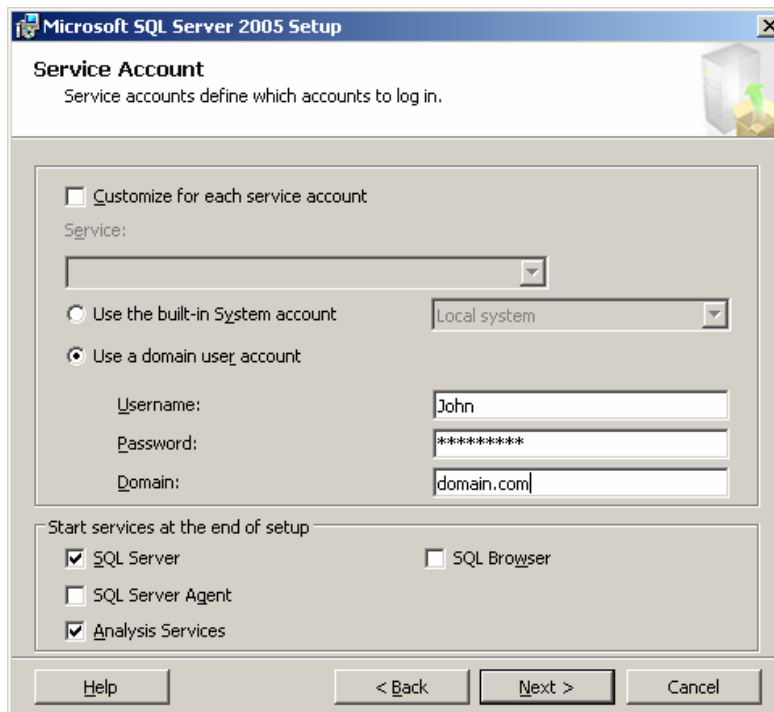 Microsoft SQL Server 2005 Setup
Service Account
Service accounts define which accounts to log in.
Customize for each service account
Service:
Use the built-in System account
Local system
Use a domain user account
Username:
John
Password:
*********
Domain:
domain.com
Start services at the end of setup
SQL Server
SQL Browser
SQL Server Agent
Analysis Services
Help
< Back
Next >
Cancel